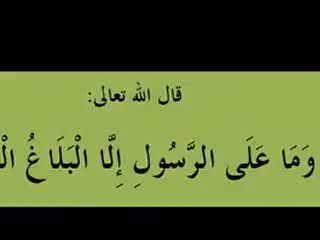 قال الله تعالى:
وَمَا عَلَى الرَّسُولِ إِلَّا الْبَلَاغُ